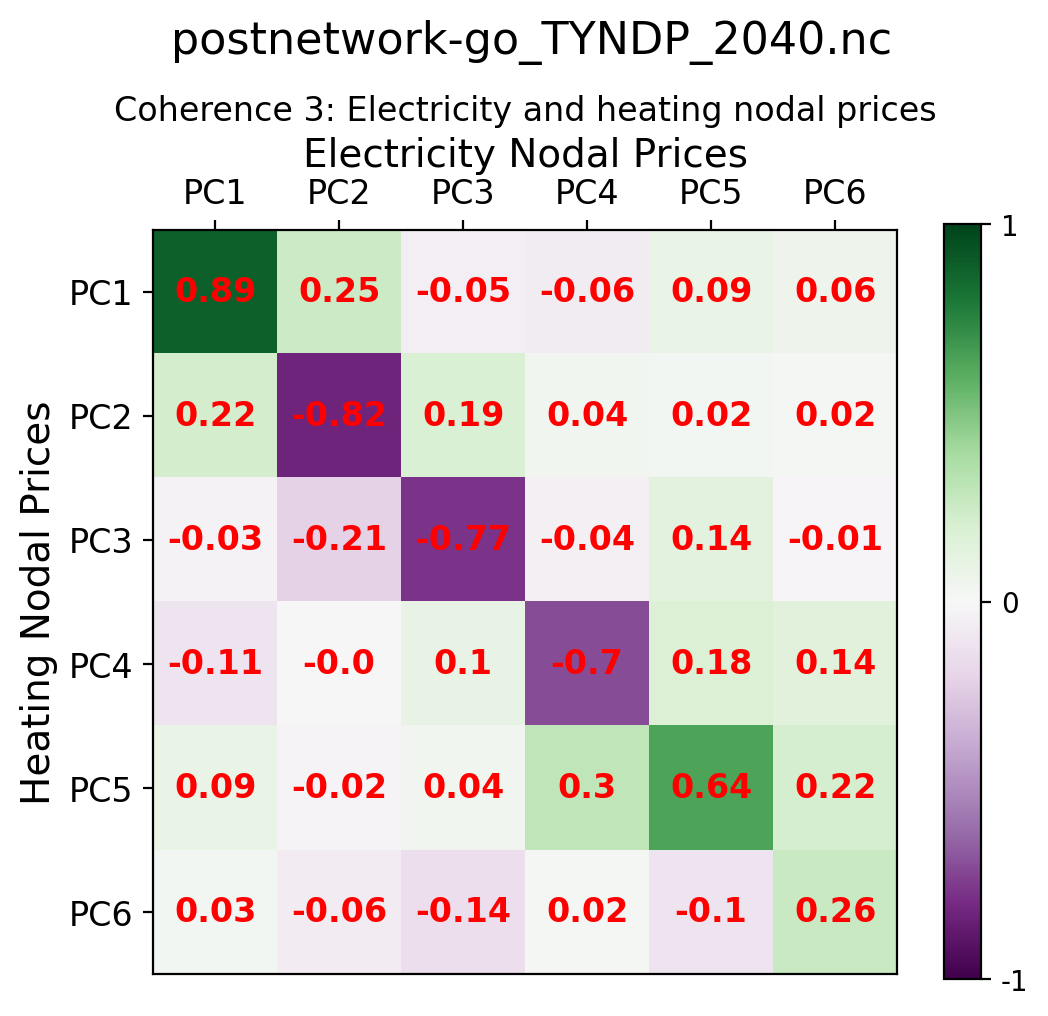 postnetwork-go_TYNDP_2040.nc
Coherence 3: Electricity and heating nodal prices
Electricity Nodal Prices
PC1 PC2 PC3 PC4 PC5 PC6
Heating Nodal Prices
PC1 0.89 0.25 -0.05 -0.06 0.09 0.06
PC2 0.22 -0.82 0.19 0.04 0.02 0.02
PC3 -0.03 -0.21 -0.77 -0.04 0.14 -0.01
PC4 -0.11 -0.0 0.1 -0.7 0.18 0.14
PC5 0.09 -0.02 0.04 0.3 0.64 0.22
PC6 0.03 -0.06 -0.14 0.02 -0.1 0.26
1
0
-1